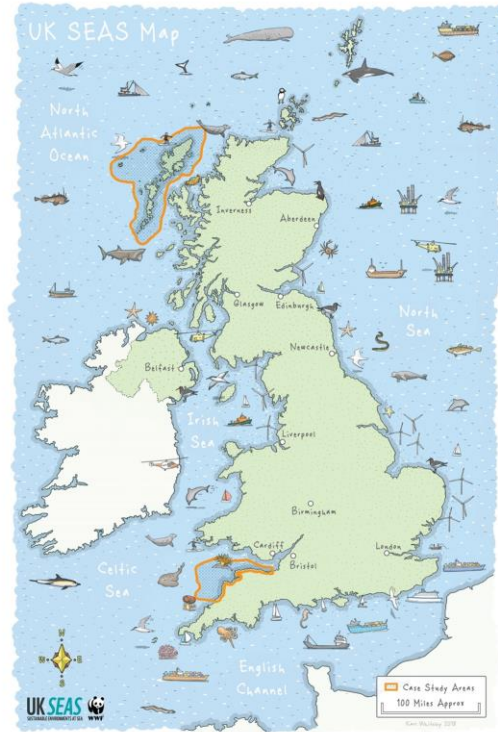 UK SEAS Map
North
Atlantic
Ocean
Inverness
Aberdeen
Glasgow
Edinburgh
North
Sea
Newcastle
Belfast
Irish
Sea
Liverpool
Birmingham
Cardiff
Bristol
London
Celtic
Sea
English
Channel
W
E
S
Case Study Areas
100 Miles Approx
UK SEAS
SUSTAINABLE ENVIRONMENTS AT SEA
WWF